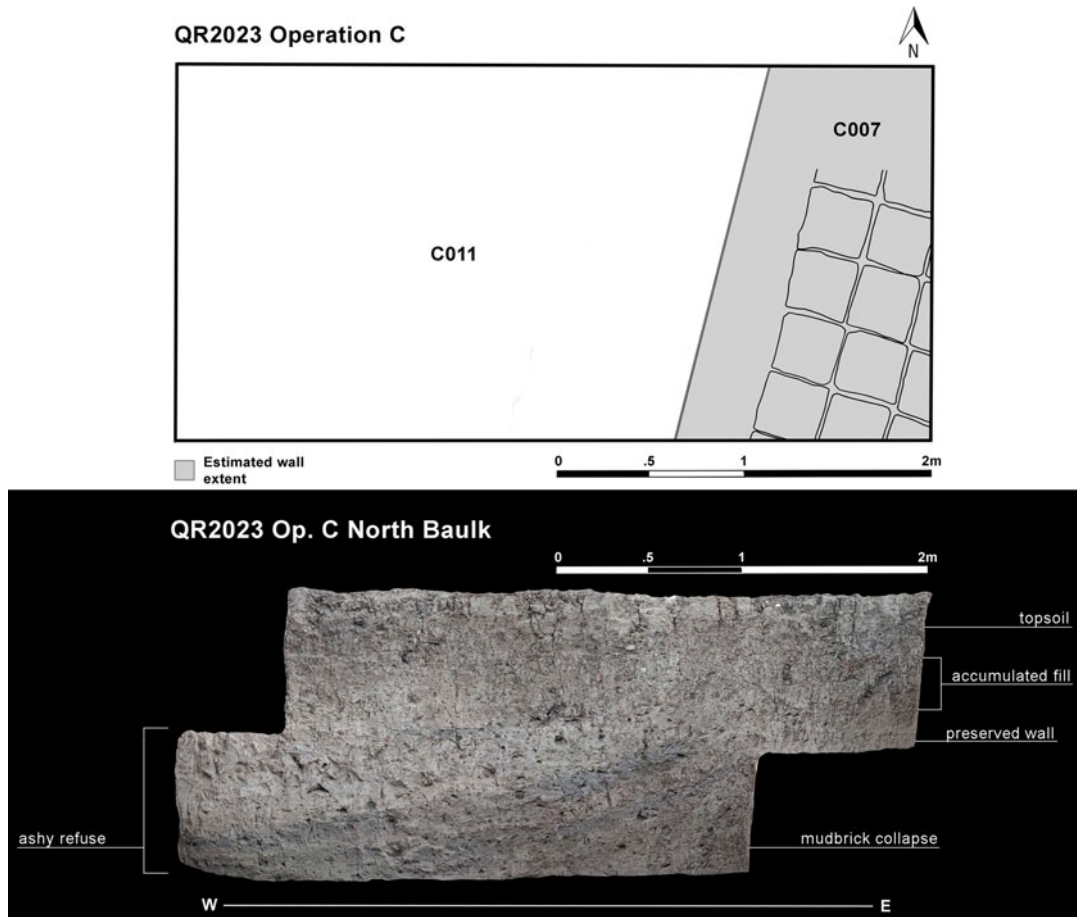 QR2023 Operation C
N
C007
C011
Estimated wall
extent
0 .5 1 2m
QR2023 Op. C North Baulk
0 .5 1 2m
topsoil
accumulated fill
preserved wall
ashy refuse
mudbrick collapse
W E